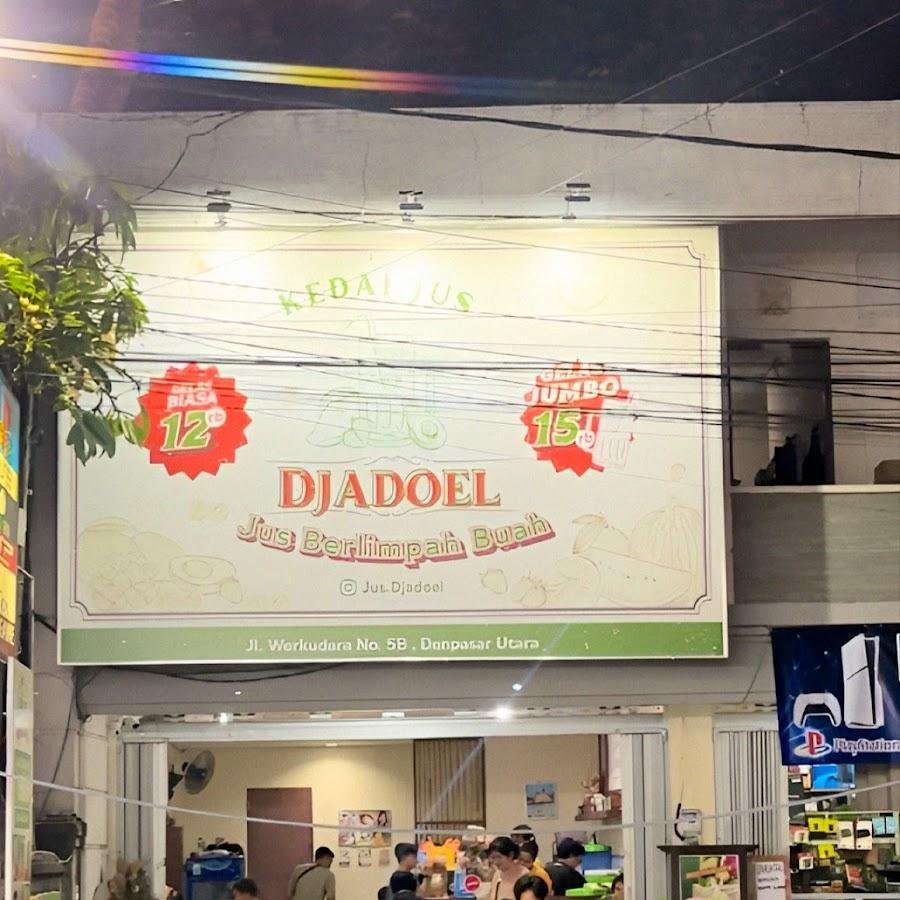 KEDAI JUS
GELAS
BIASA
12rb
GELAS
JUMBO
15rb
DJADOEL
Jus Berlimpah Buah
Jus.Djadoel
Jl. Werkudara No. 5B , Denpasar Utara
PlayStation